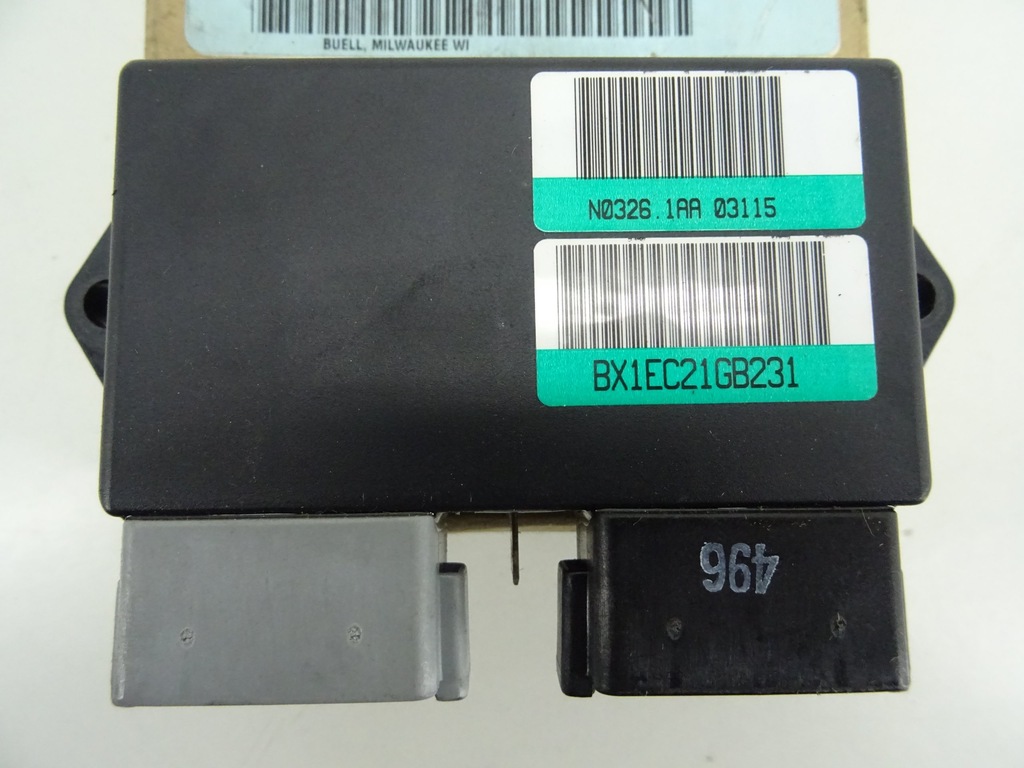 BUELL, MILWAUKEE WI
N0326.1AA 03115
BX1EC21GB231
496